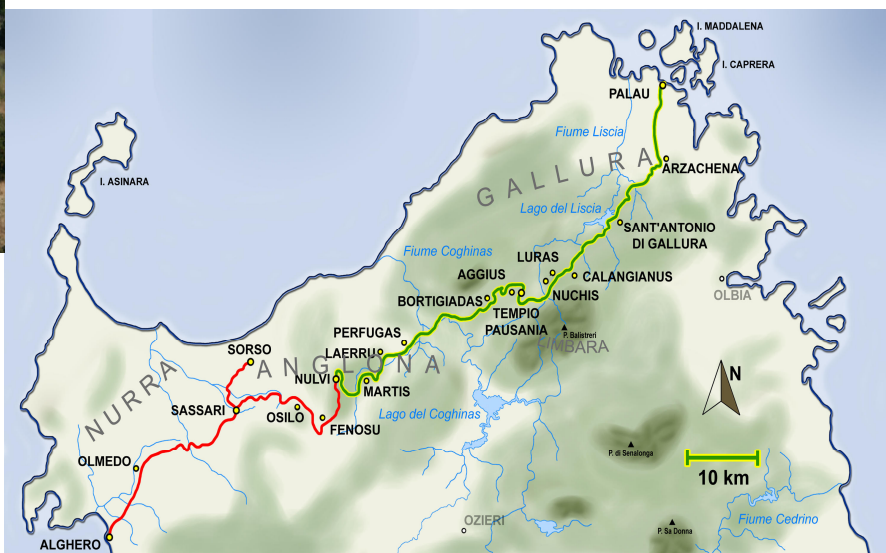 I. MADDALENA
I. CAPRERA
PALAU
Fiume Liscia
GALLURA
ARZACHENA
I. ASINARA
Lago del Liscia
SANT'ANTONIO
DI GALLURA
Fiume Coghinas
LURAS
AGGIUS
CALANGIANUS
BORTIGIADAS
NUCHIS
OLBIA
TEMPIO
PAUSANIA
P. Balistreri
LIMBARA
PERFUGAS
SORSO
LAERRU
ANGLONA
NULVI
MARTIS
NURRA
N
SASSARI
OSILO
Lago del Coghinas
FENOSU
P. di Senalonga
OLMEDO
10 km
OZIERI
Fiume Cedrino
P. Sa Donna
ALGHERO